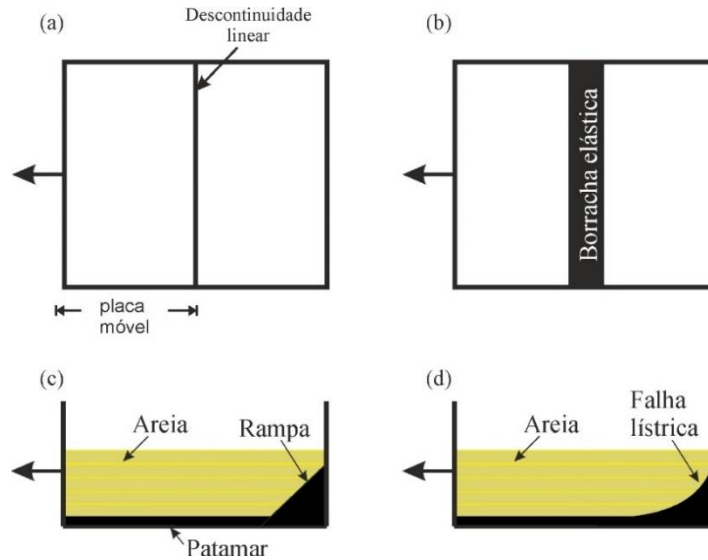 (a)
Descontinuidade
linear
placa
móvel
(b)
Borracha elástica
(c)
Areia
Rampa
Patamar
(d)
Areia
Falha
lístrica